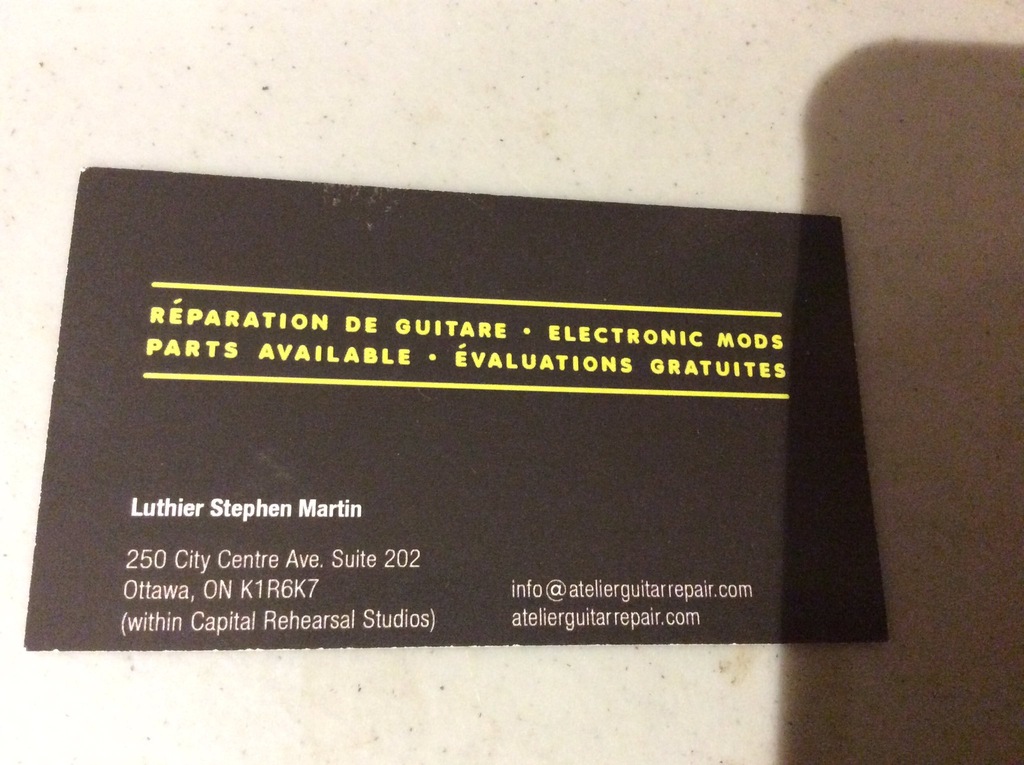 RÉPARATION DE GUITARE • ELECTRONIC MODS
PARTS AVAILABLE • ÉVALUATIONS GRATUITES
Luthier Stephen Martin
250 City Centre Ave. Suite 202
Ottawa, ON K1R6K7
(within Capital Rehearsal Studios)
info@atelierguitarrepair.com
atelierguitarrepair.com